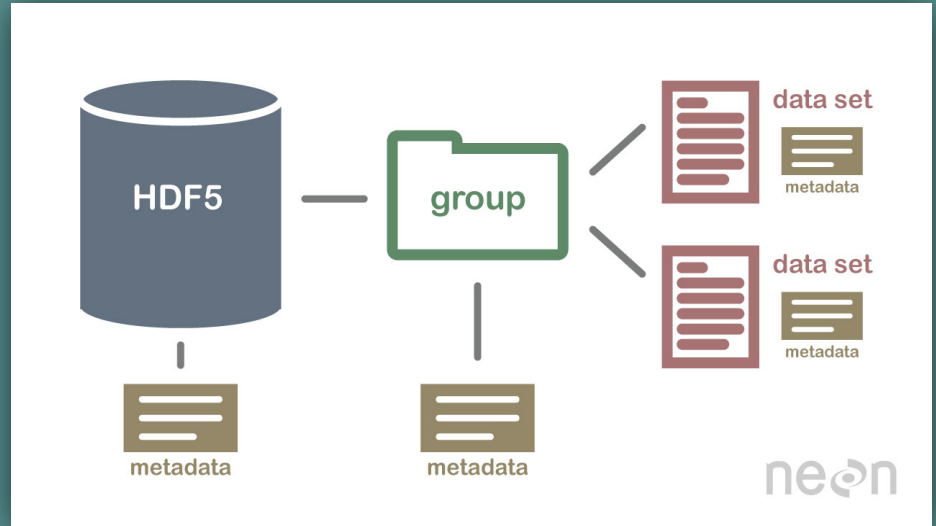 HDF5
group
data set
metadata
data set
metadata
metadata
metadata
neon